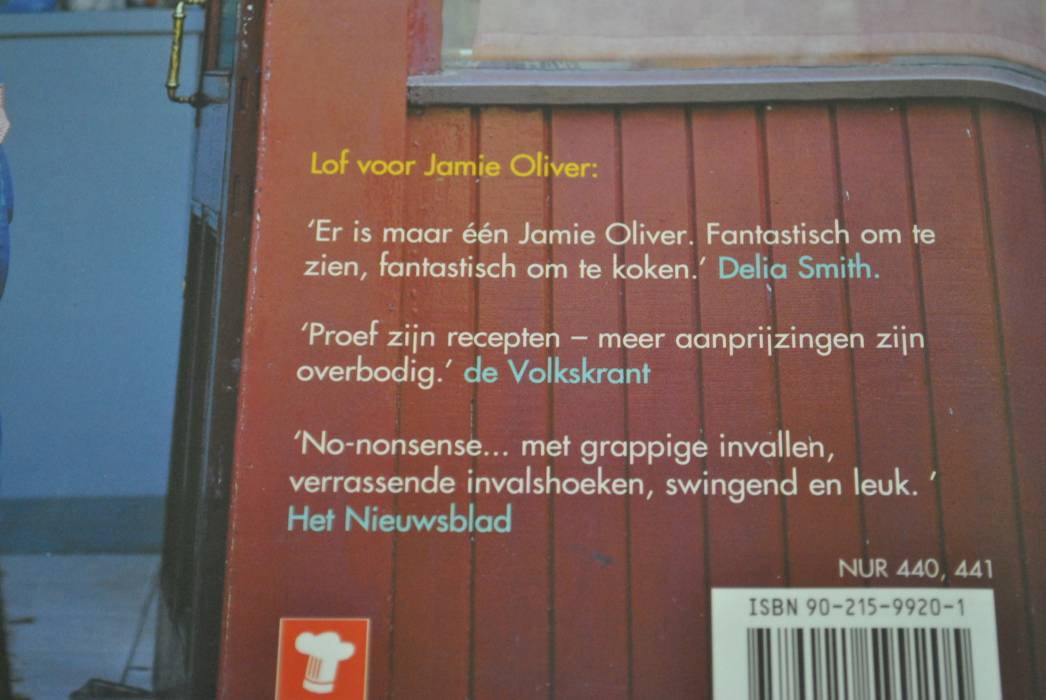 Lof voor Jamie Oliver:
‘Er is maar één Jamie Oliver. Fantastisch om te
zien, fantastisch om te koken.’ Delia Smith.
‘Proef zijn recepten – meer aanprijzingen zijn
overbodig.’ de Volkskrant
‘No-nonsense... met grappige invallen,
verrassende invalshoeken, swingend en leuk. ’
Het Nieuwsblad
NUR 440, 441
ISBN 90-215-9920-1